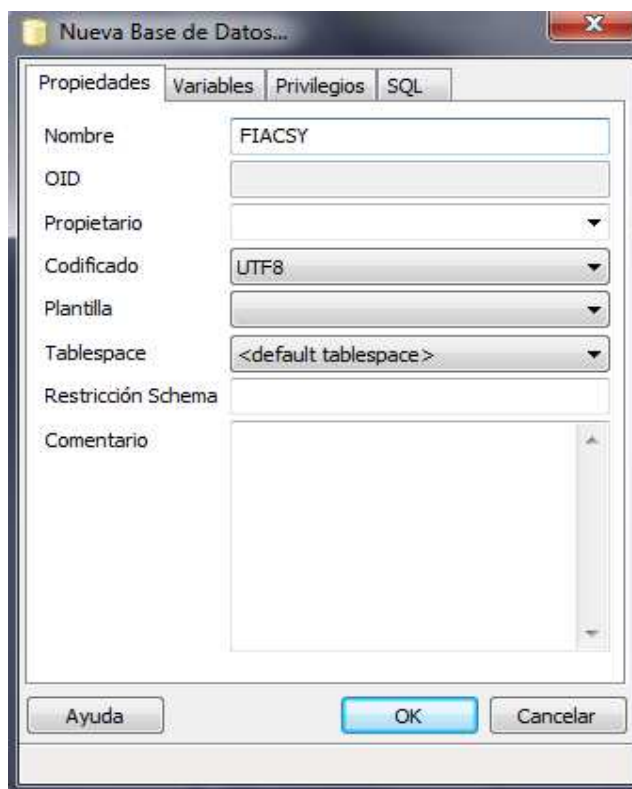 Nueva Base de Datos...
Propiedades Variables Privilegios SQL
Nombre FIACSY
OID
Propietario
Codificado UTF8
Plantilla
Tablespace <default tablespace>
Restricción Schema
Comentario
Ayuda OK Cancelar